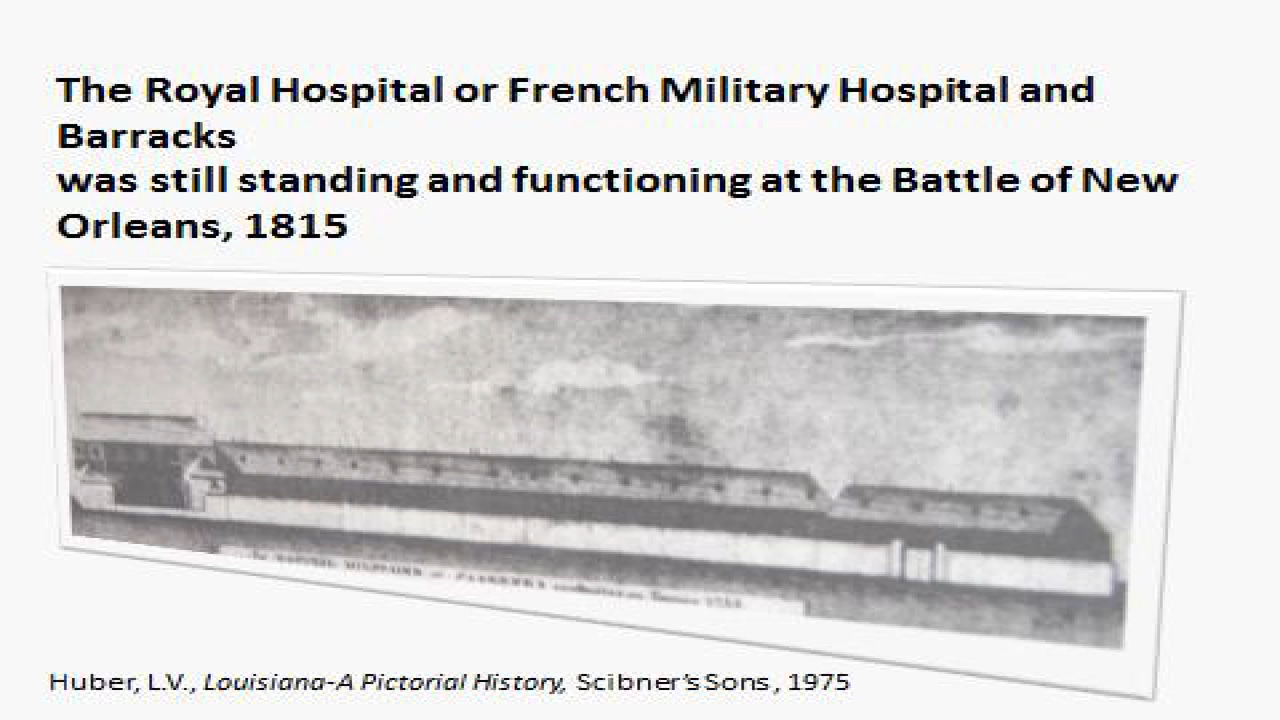 The Royal Hospital or French Military Hospital and
Barracks
was still standing and functioning at the Battle of New
Orleans, 1815
Huber, L.V., Louisiana-A Pictorial History, Scibner's Sons, 1975